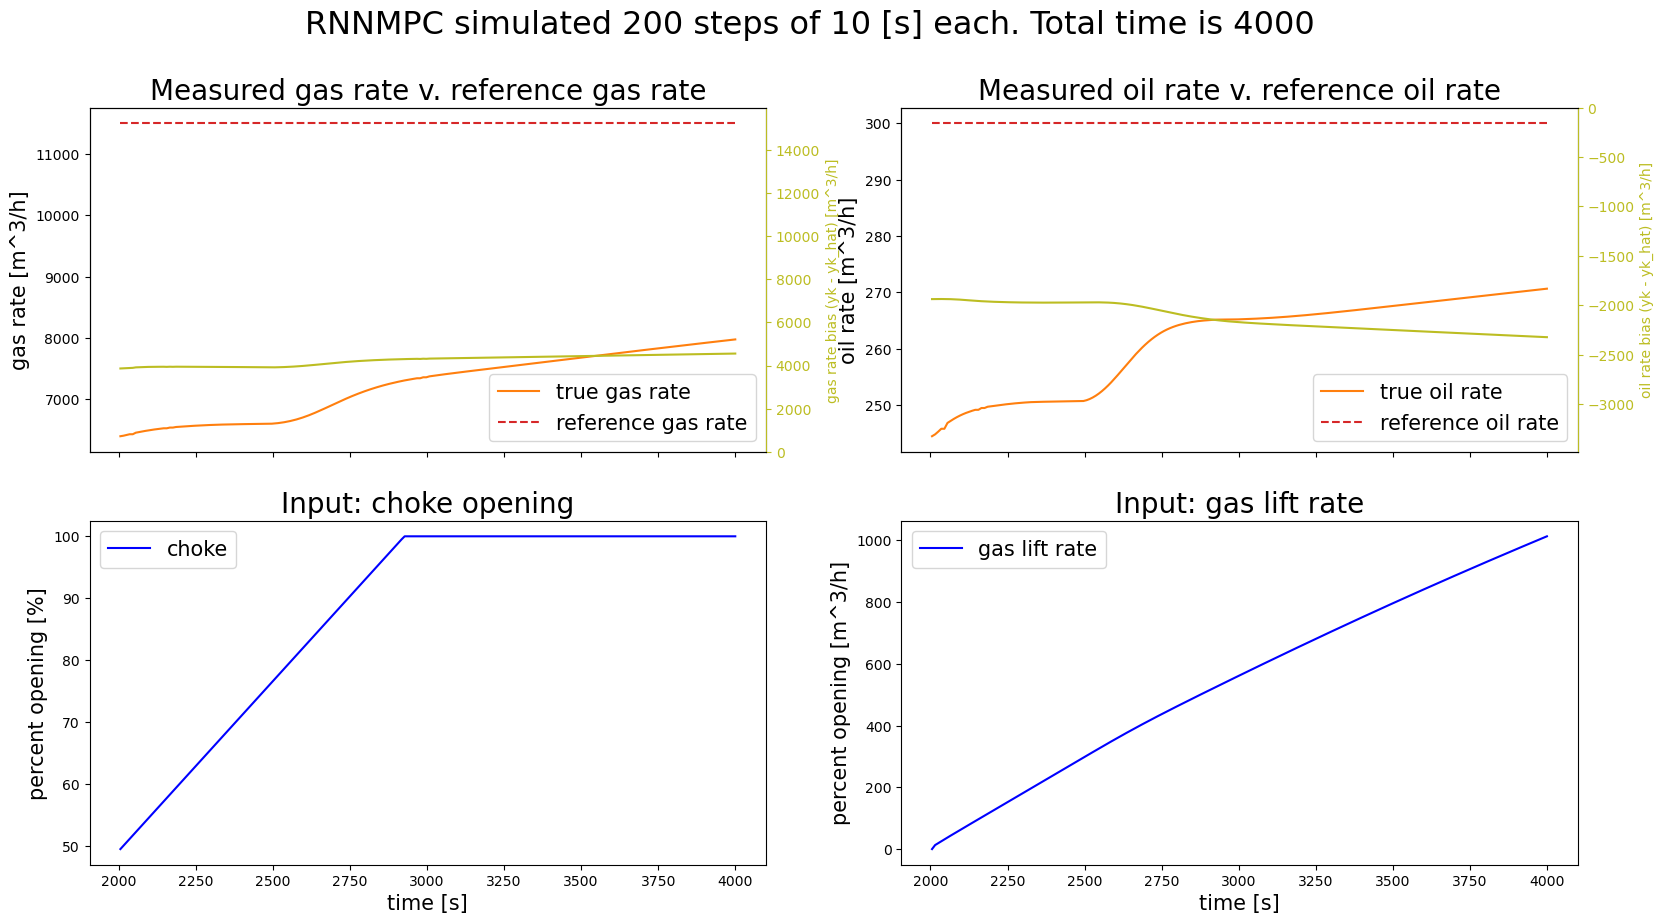 RNNMPC simulated 200 steps of 10 [s] each. Total time is 4000
Measured gas rate v. reference gas rate
gas rate [m^3/h]
11000
10000
9000
8000
7000
14000
12000
10000
8000
6000
4000
2000
0
gas rate bias (yk - yk_hat) [m^3/h]
true gas rate
reference gas rate
Measured oil rate v. reference oil rate
oil rate [m^3/h]
300
290
280
270
260
250
0
−500
−1000
−1500
−2000
−2500
−3000
oil rate bias (yk - yk_hat) [m^3/h]
true oil rate
reference oil rate
Input: choke opening
percent opening [%]
100
90
80
70
60
50
choke
2000 2250 2500 2750 3000 3250 3500 3750 4000
time [s]
Input: gas lift rate
percent opening [m^3/h]
1000
800
600
400
200
0
gas lift rate
2000 2250 2500 2750 3000 3250 3500 3750 4000
time [s]